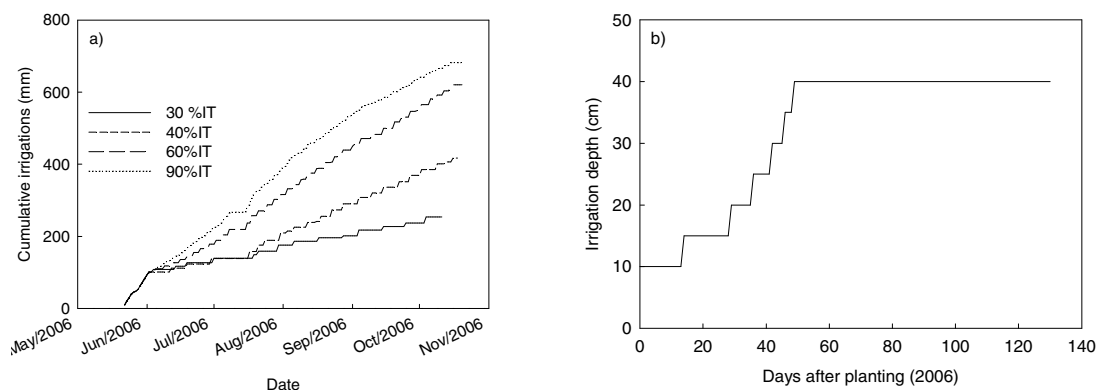 a)
Cumulative irrigations (mm)
800
600
400
200
0
30 %IT
40%IT
60%IT
90%IT
May/2006
Jun/2006
Jul/2006
Aug/2006
Sep/2006
Oct/2006
Nov/2006
Date
b)
Irrigation depth (cm)
50
40
30
20
10
0
0 20 40 60 80 100 120 140
Days after planting (2006)